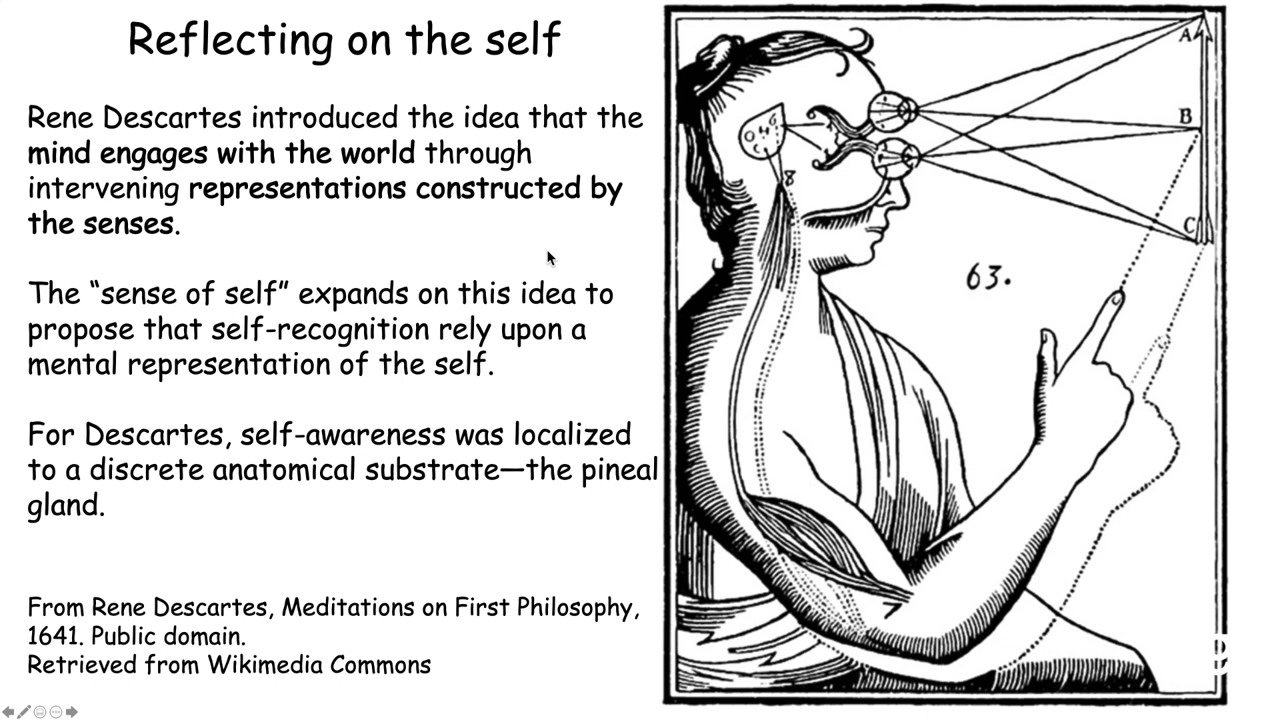 Reflecting on the self
Rene Descartes introduced the idea that the
mind engages with the world through
intervening representations constructed by
the senses.
The “sense of self” expands on this idea to
propose that self-recognition rely upon a
mental representation of the self.
For Descartes, self-awareness was localized
to a discrete anatomical substrate—the pineal
gland.
From Rene Descartes, Meditations on First Philosophy,
1641. Public domain.
Retrieved from Wikimedia Commons
A
B
8
C
63.